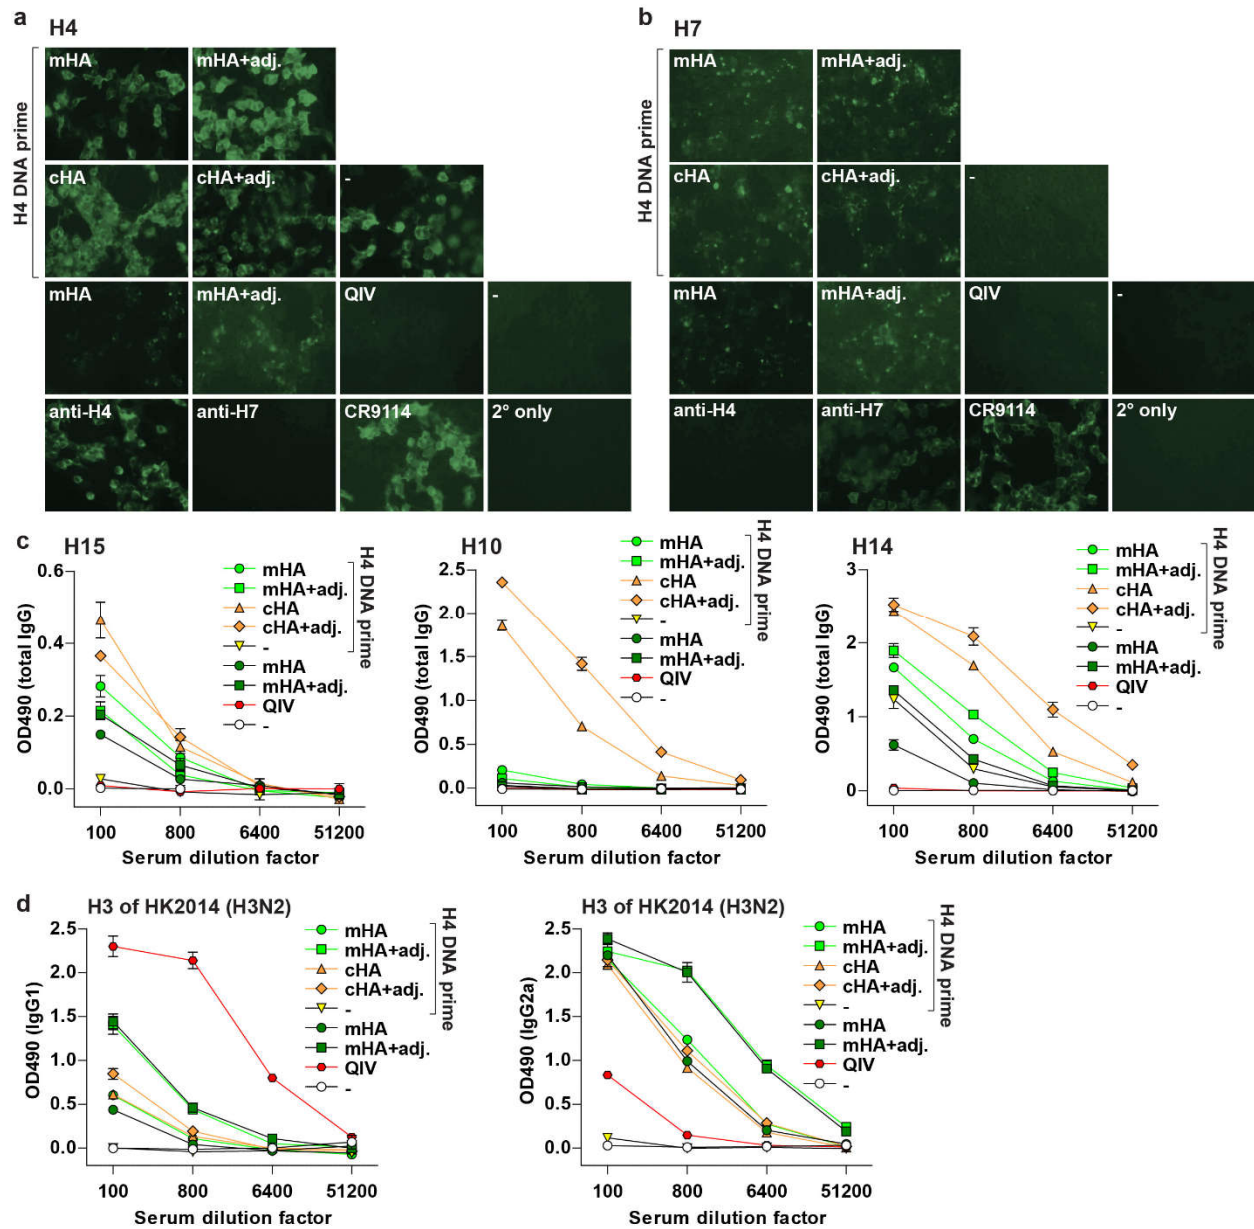 a H4
H4 DNA prime
mHA mHA+adj.
cHA cHA+adj. -
mHA mHA+adj. QIV -
anti-H4 anti-H7 CR9114 2° only
b H7
H4 DNA prime
mHA mHA+adj.
cHA cHA+adj. -
mHA mHA+adj. QIV -
anti-H4 anti-H7 CR9114 2° only
c H15
OD490 (total IgG)
0.6
0.4
0.2
0.0
100 800 6400 51200
Serum dilution factor
mHA
mHA+adj.
cHA
cHA+adj.
-
mHA
mHA+adj.
QIV
-
H4 DNA prime
H10
OD490 (total IgG)
2.5
2.0
1.5
1.0
0.5
0.0
100 800 6400 51200
Serum dilution factor
mHA
mHA+adj.
cHA
cHA+adj.
-
mHA
mHA+adj.
QIV
-
H4 DNA prime
H14
OD490 (total IgG)
3
2
1
0
100 800 6400 51200
Serum dilution factor
mHA
mHA+adj.
cHA
cHA+adj.
-
mHA
mHA+adj.
QIV
-
H4 DNA prime
d H3 of HK2014 (H3N2)
OD490 (IgG1)
2.5
2.0
1.5
1.0
0.5
0.0
100 800 6400 51200
Serum dilution factor
mHA
mHA+adj.
cHA
cHA+adj.
-
mHA
mHA+adj.
QIV
-
H4 DNA prime
H3 of HK2014 (H3N2)
OD490 (IgG2a)
2.5
2.0
1.5
1.0
0.5
0.0
100 800 6400 51200
Serum dilution factor
mHA
mHA+adj.
cHA
cHA+adj.
-
mHA
mHA+adj.
QIV
-
H4 DNA prime